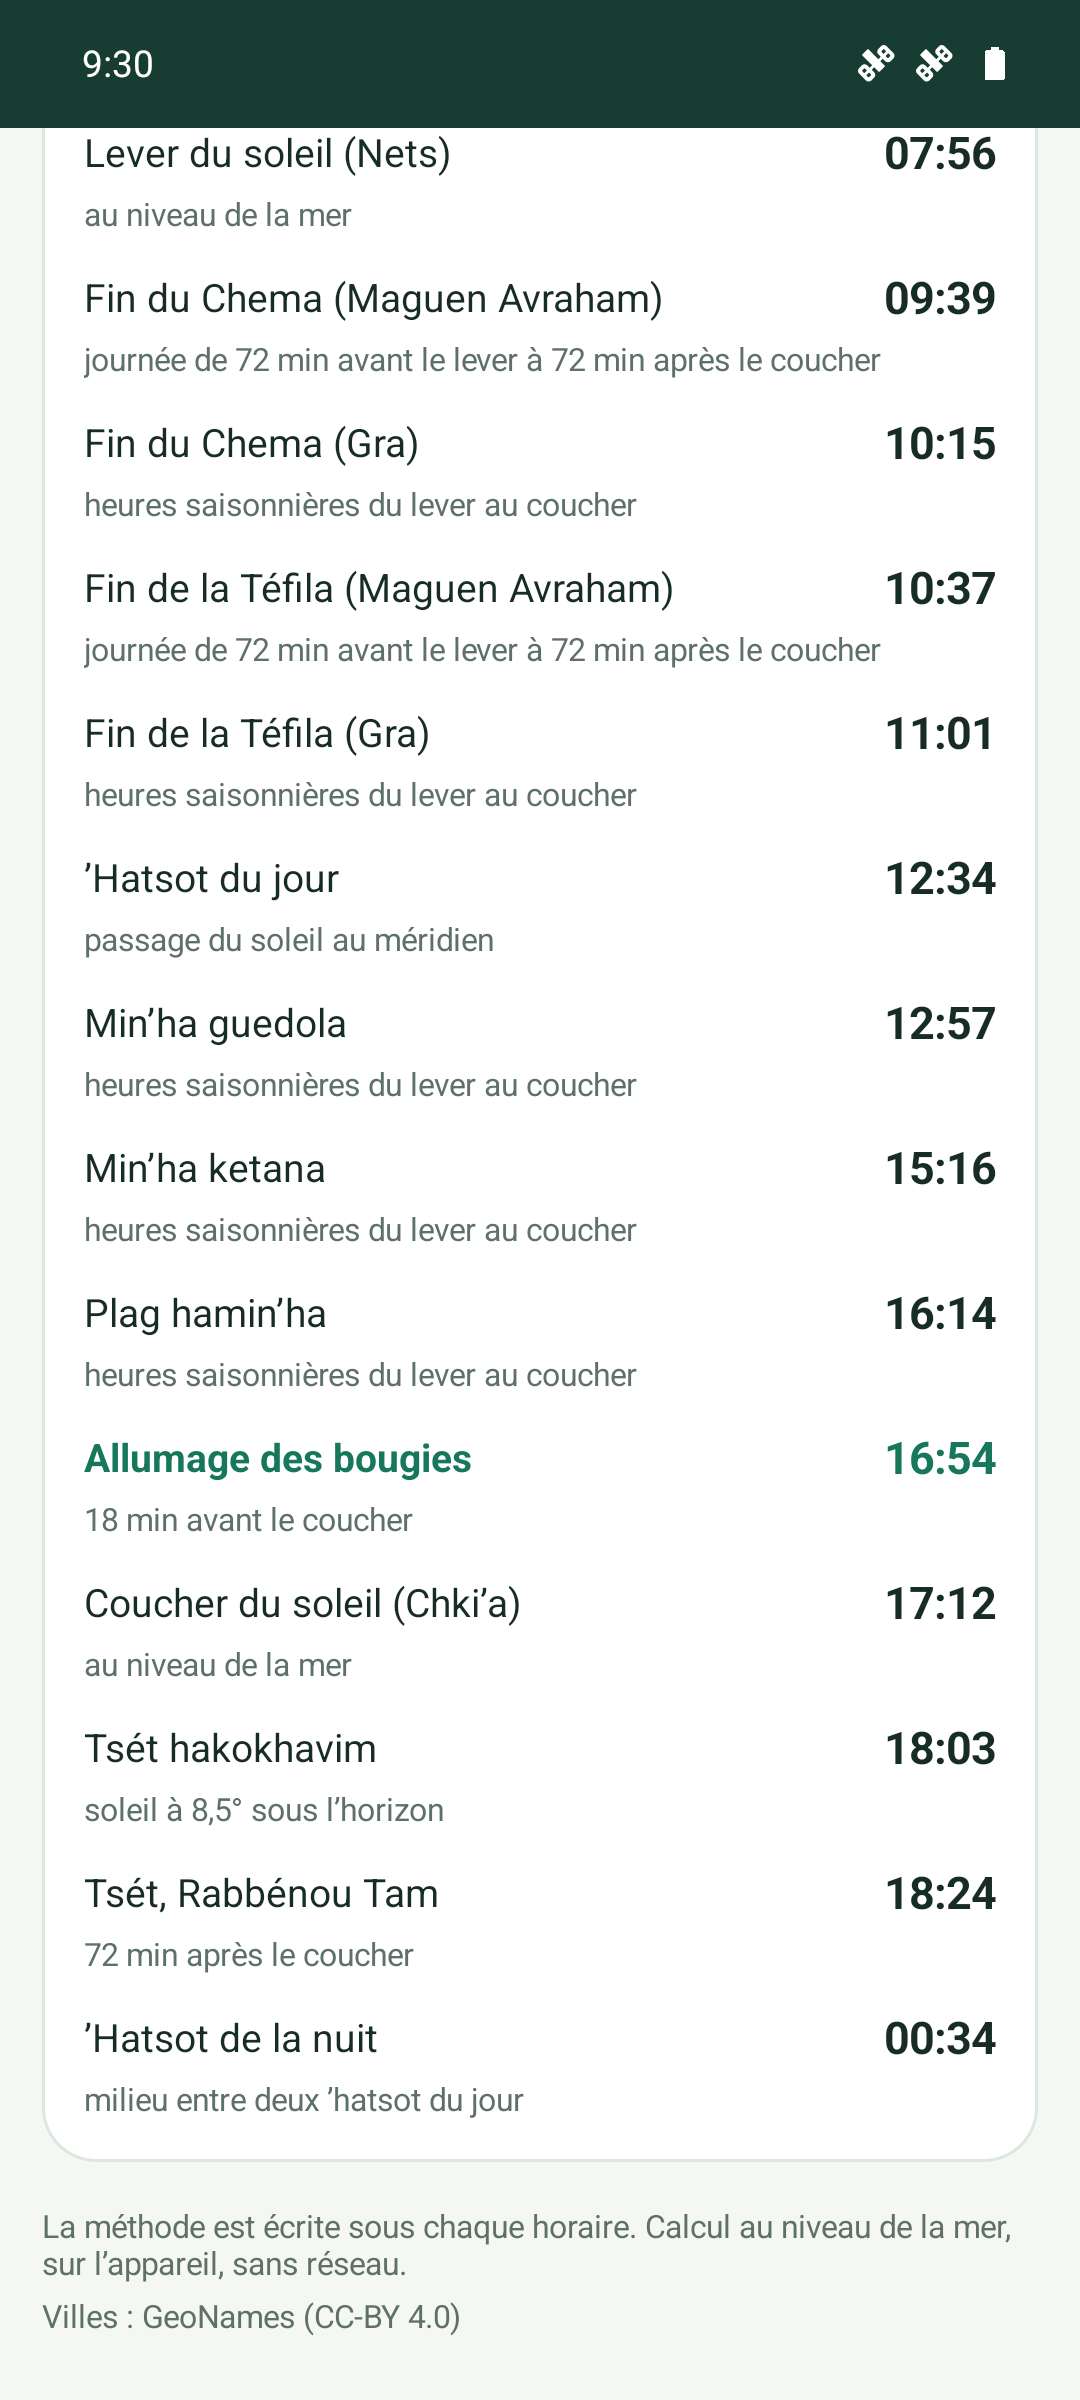 9:30
Lever du soleil (Nets) 07:56
au niveau de la mer
Fin du Chema (Maguen Avraham) 09:39
journée de 72 min avant le lever à 72 min après le coucher
Fin du Chema (Gra) 10:15
heures saisonnières du lever au coucher
Fin de la Téfila (Maguen Avraham) 10:37
journée de 72 min avant le lever à 72 min après le coucher
Fin de la Téfila (Gra) 11:01
heures saisonnières du lever au coucher
’Hatsot du jour 12:34
passage du soleil au méridien
Min’ha guedola 12:57
heures saisonnières du lever au coucher
Min’ha ketana 15:16
heures saisonnières du lever au coucher
Plag hamin’ha 16:14
heures saisonnières du lever au coucher
Allumage des bougies 16:54
18 min avant le coucher
Coucher du soleil (Chki’a) 17:12
au niveau de la mer
Tsét hakokhavim 18:03
soleil à 8,5° sous l’horizon
Tsét, Rabbénou Tam 18:24
72 min après le coucher
’Hatsot de la nuit 00:34
milieu entre deux ’hatsot du jour
La méthode est écrite sous chaque horaire. Calcul au niveau de la mer,
sur l’appareil, sans réseau.
Villes : GeoNames (CC-BY 4.0)